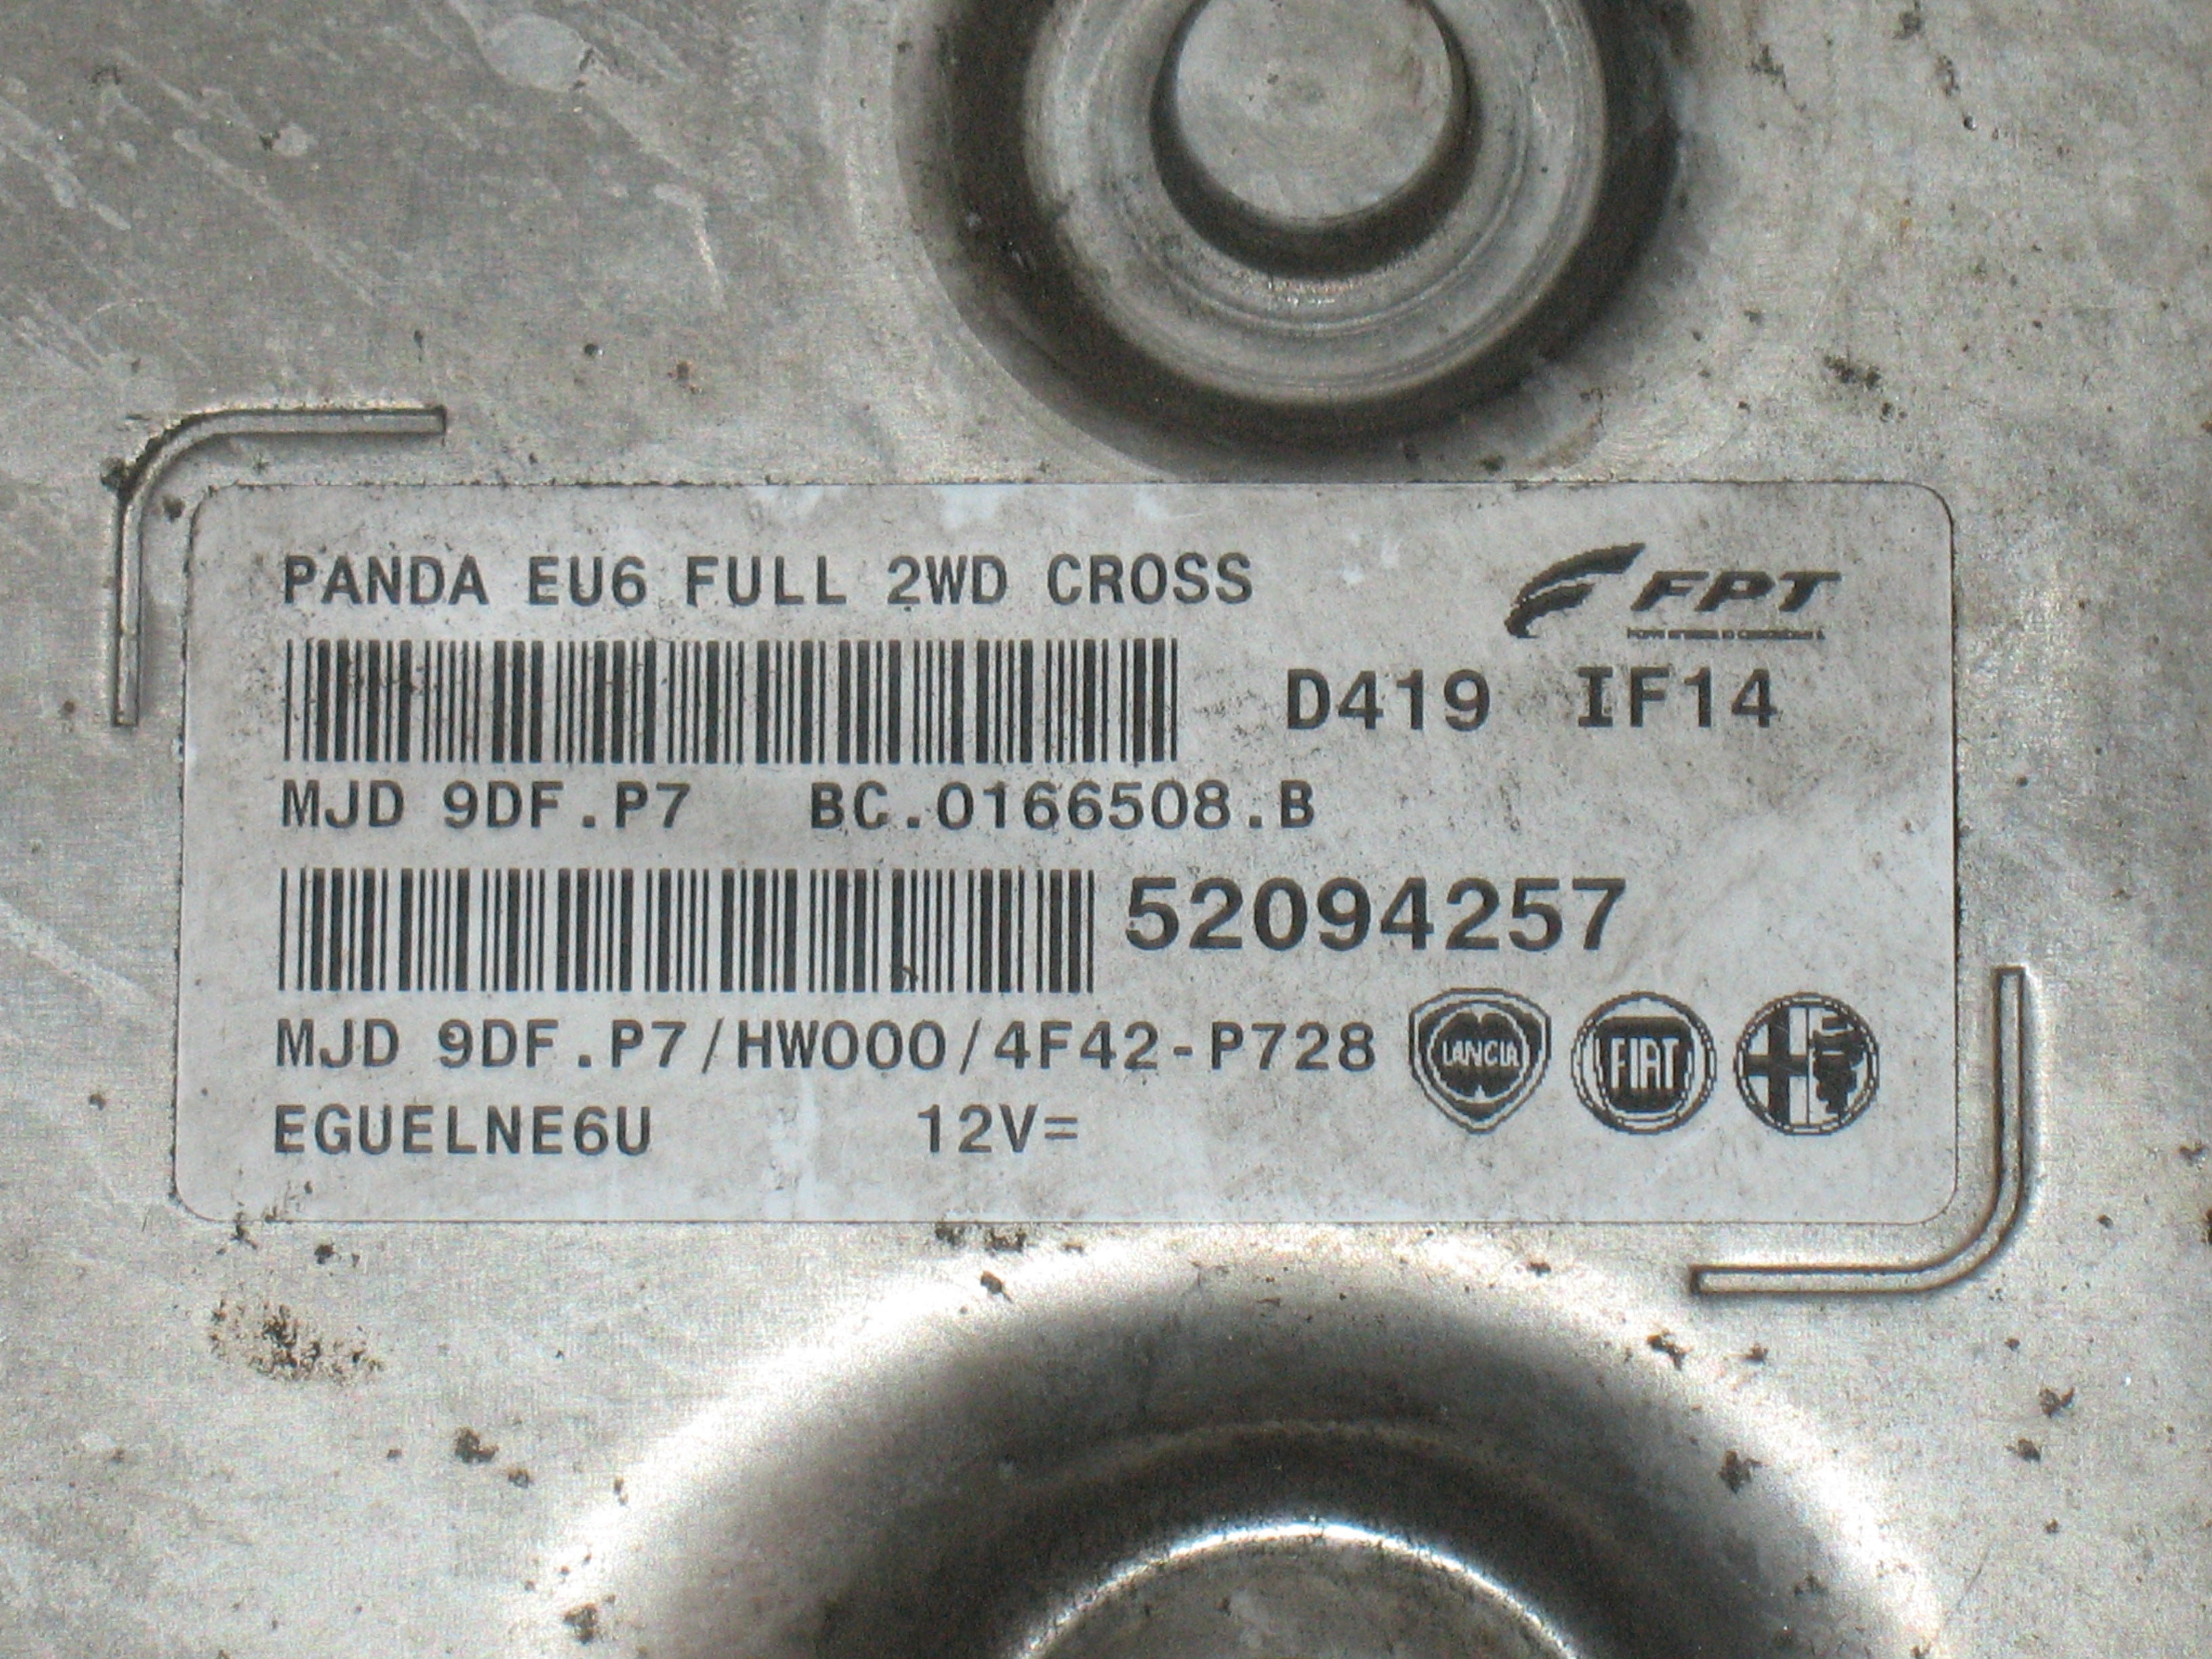 PANDA EU6 FULL 2WD CROSS
FPT
D419 IF14
MJD 9DF.P7 BC.0166508.B
52094257
MJD 9DF.P7/HW000/4F42-P728
LANCIA
FIAT
EGUELNE6U 12V=